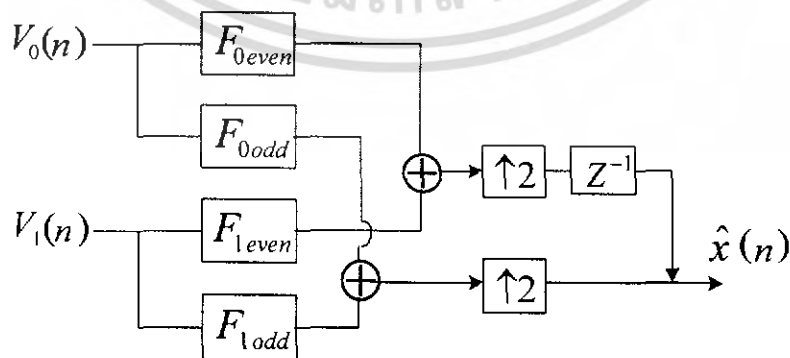 V₀(n)
F₀even
F₀odd
↑2
Z⁻¹
V₁(n)
F₁even
x̂(n)
↑2
F₁odd